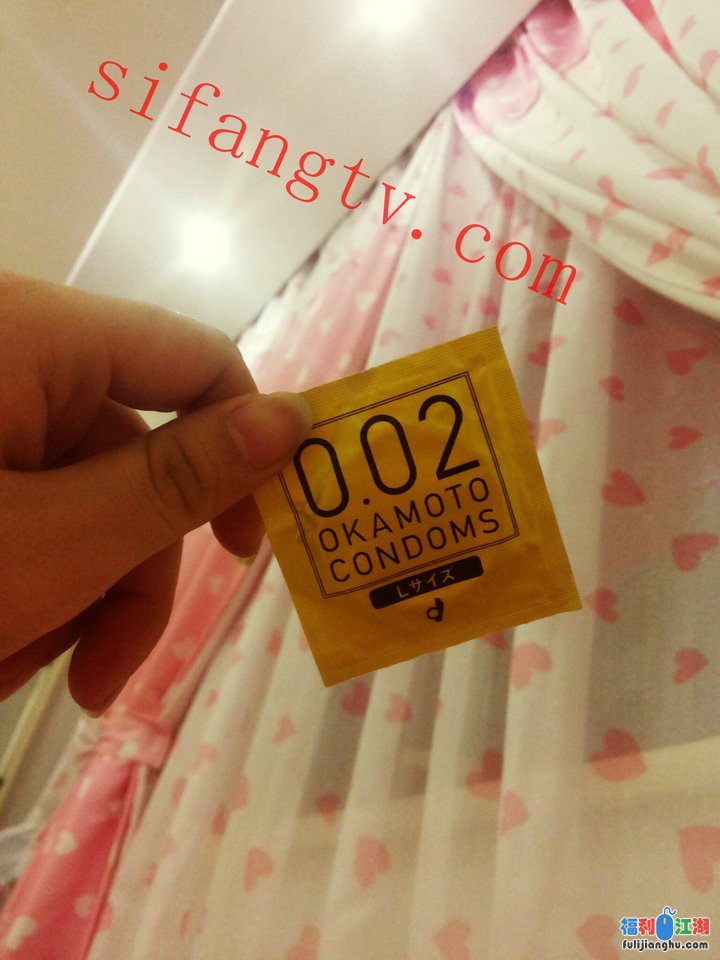 sifangtv.com
0.02
OKAMOTO
CONDOMS
Lサイズ
福利江湖
fulijianghu.com